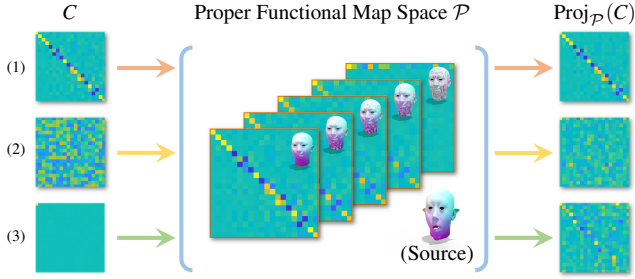 C Proper Functional Map Space 𝒫 Proj𝒫(C)
(1)
(2)
(3)
(Source)